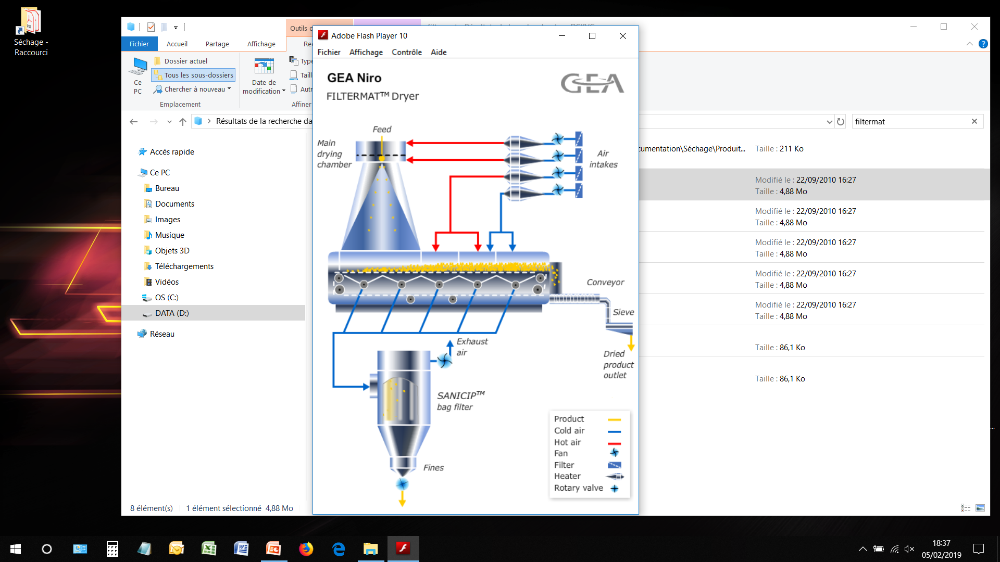 Séchage -
Raccourci
Outils d
Fichier
Accueil
Partage
Affichage
Re
Ce
PC
Dossier actuel
Tous les sous-dossiers
Chercher à nouveau
Emplacement
Date de
modification
Type
Taill
Autr
Affiner
Résultats de la recherche da
filtermat
Accès rapide
Ce PC
Bureau
Documents
Images
Musique
Objets 3D
Téléchargements
Vidéos
OS (C:)
DATA (D:)
Réseau
8 élément(s)
1 élément sélectionné 4,88 Mo
cumentation\Séchage\Produit...
Taille : 211 Ko
Modifié le : 22/09/2010 16:27
Taille : 4,88 Mo
Modifié le : 22/09/2010 16:27
Taille : 4,88 Mo
Modifié le : 22/09/2010 16:27
Taille : 4,88 Mo
Modifié le : 22/09/2010 16:27
Taille : 4,88 Mo
Modifié le : 22/09/2010 16:27
Taille : 4,88 Mo
Taille : 86,1 Ko
Taille : 86,1 Ko
Adobe Flash Player 10
Fichier
Affichage
Contrôle
Aide
GEA Niro
FILTERMAT™ Dryer
GEA
Feed
Main
drying
chamber
Air
intakes
Conveyor
Sieve
Dried
product
outlet
Exhaust
air
SANICIP™
bag filter
Fines
Product
Cold air
Hot air
Fan
Filter
Heater
Rotary valve
18:37
05/02/2019